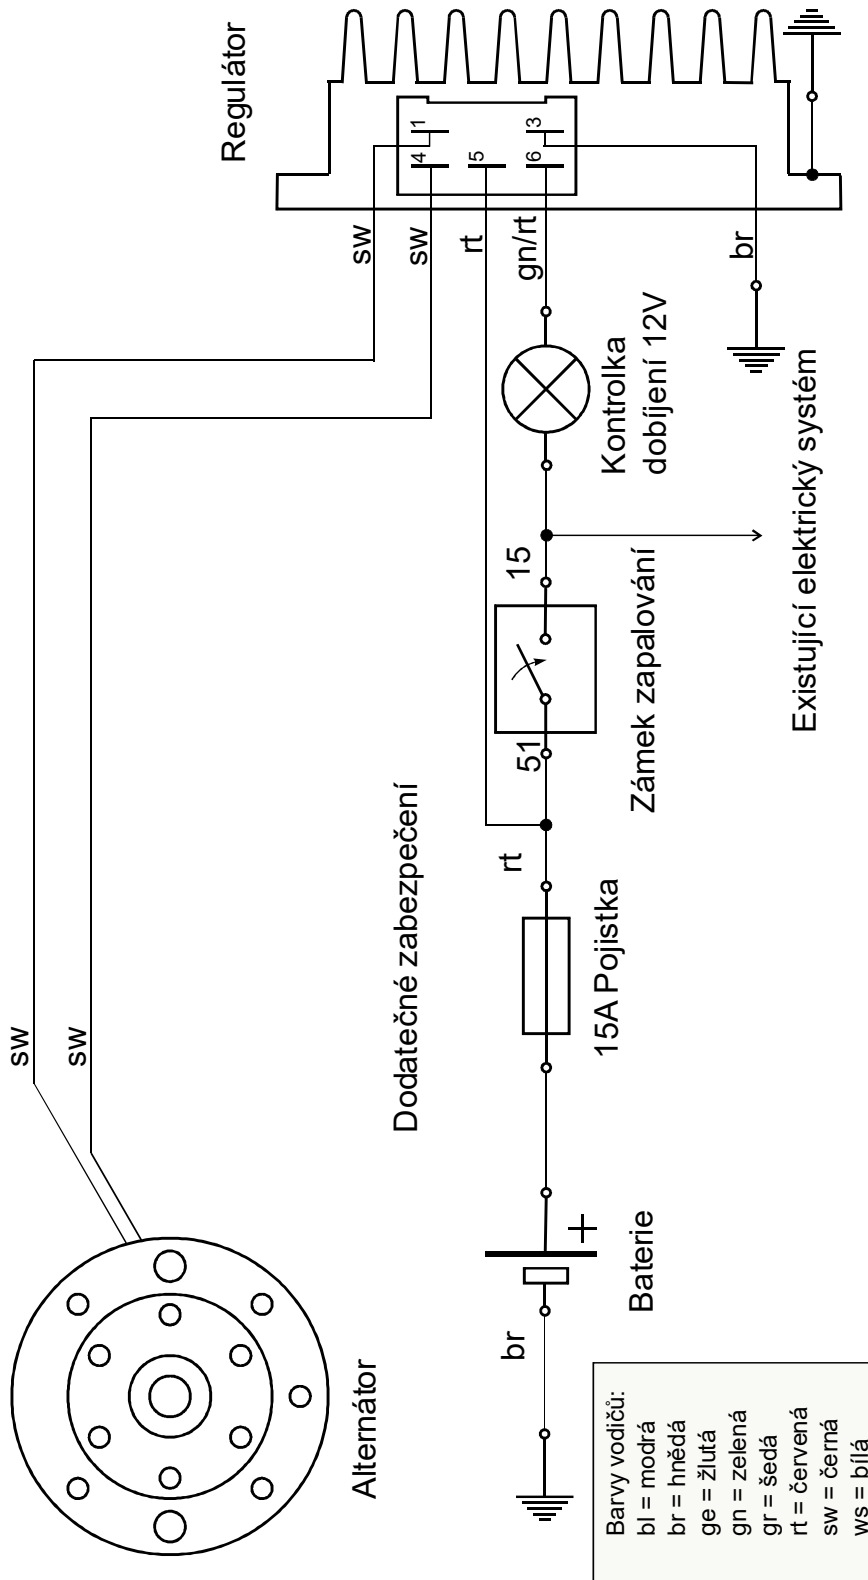 Alternátor
sw
sw
sw
sw
rt
gn/rt
br
Regulátor
1
4
5
3
6
Dodatečné zabezpečení
br
Baterie
+
15A Pojistka
rt
51
15
Zámek zapalování
Kontrolka
dobíjení 12V
Existující elektrický systém
Barvy vodičů:
bl = modrá
br = hnědá
ge = žlutá
gn = zelená
gr = šedá
rt = červená
sw = černá
ws = bílá